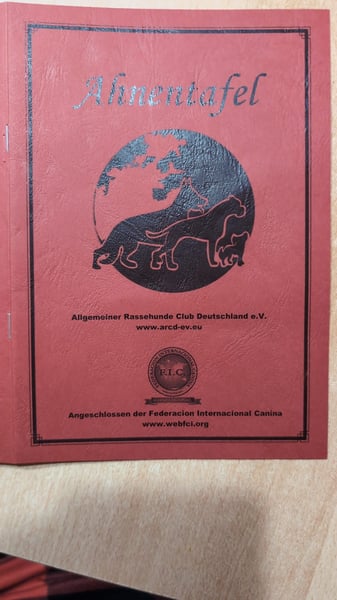 Ahnentafel
Allgemeiner Rassehunde Club Deutschland e.V.
www.arcd-ev.eu
F.I.C.
Angeschlossen der Federacion Internacional Canina
www.webfci.org